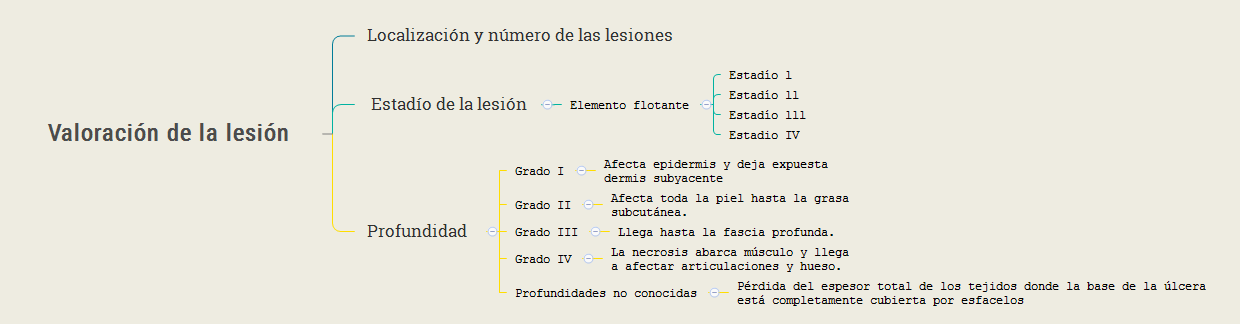 Valoración de la lesión
Localización y número de las lesiones
Estadío de la lesión
Elemento flotante
Estadío l
Estadío ll
Estadío lll
Estadio IV
Profundidad
Grado I
Afecta epidermis y deja expuesta
dermis subyacente
Grado II
Afecta toda la piel hasta la grasa
subcutánea.
Grado III
Llega hasta la fascia profunda.
Grado IV
La necrosis abarca músculo y llega
a afectar articulaciones y hueso.
Profundidades no conocidas
Pérdida del espesor total de los tejidos donde la base de la úlcera
está completamente cubierta por esfacelos